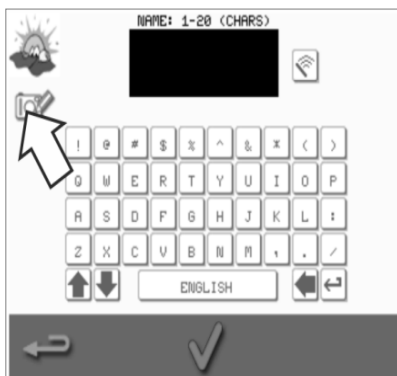 NAME: 1-20 (CHARS)
! @ # $ % ^ & * ( )
Q W E R T Y U I O P
A S D F G H J K L :
Z X C V B N M , . /
ENGLISH